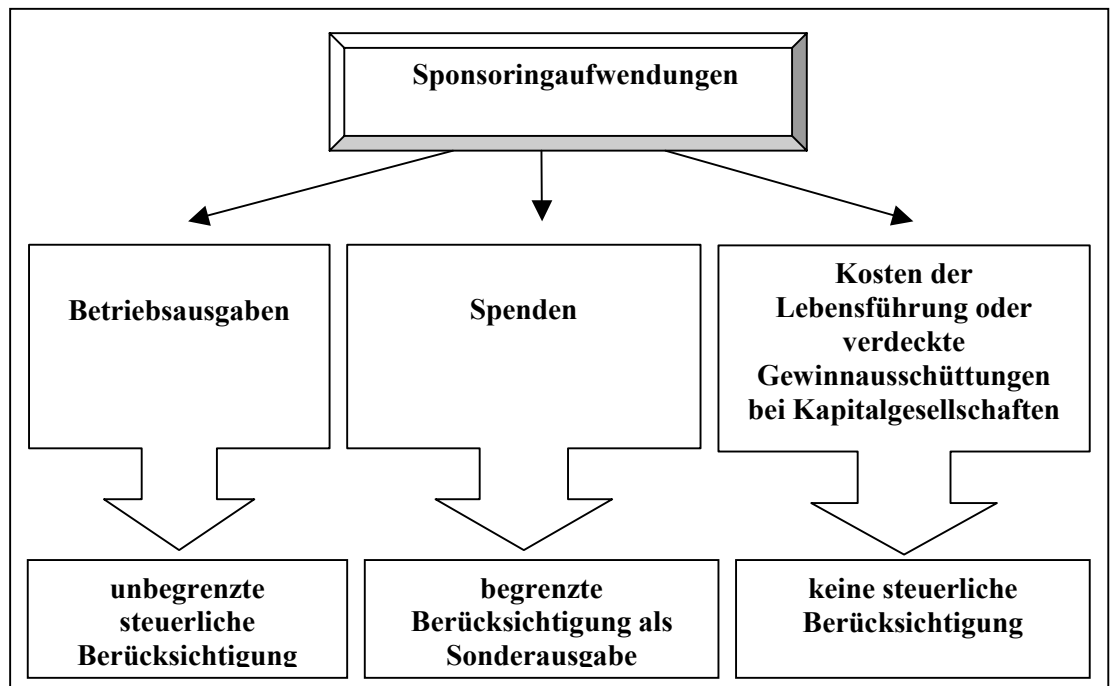 Sponsoringaufwendungen
Betriebsausgaben
Spenden
Kosten der
Lebensführung oder
verdeckte
Gewinnausschüttungen
bei Kapitalgesellschaften
unbegrenzte
steuerliche
Berücksichtigung
begrenzte
Berücksichtigung als
Sonderausgabe
keine steuerliche
Berücksichtigung